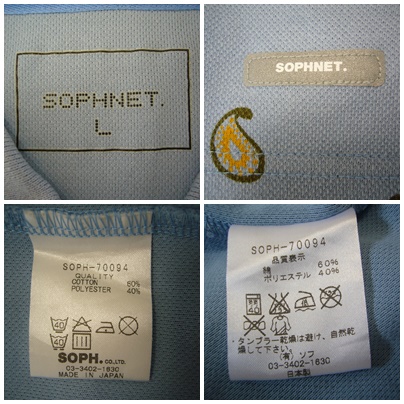 SOPHNET.
L
SOPHNET.
SOPH-70094
QUALITY
COTTON 60%
POLYESTER 40%
40
40
SOPH. CO.,LTD.
03-3402-1630
MADE IN JAPAN
SOPH-70094
品質表示
綿 60%
ポリエステル 40%
40
・タンブラー乾燥は避け、自然乾
燥して下さい。
(有) ソフ
03-3402-1630
日本製